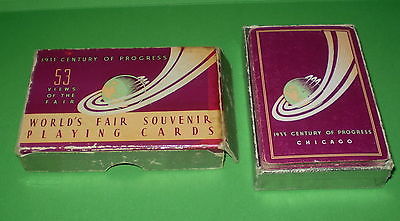 1933 CENTURY OF PROGRESS
53
VIEWS
OF THE
FAIR
WORLD'S FAIR SOUVENIR
PLAYING CARDS
1933 CENTURY OF PROGRESS
CHICAGO